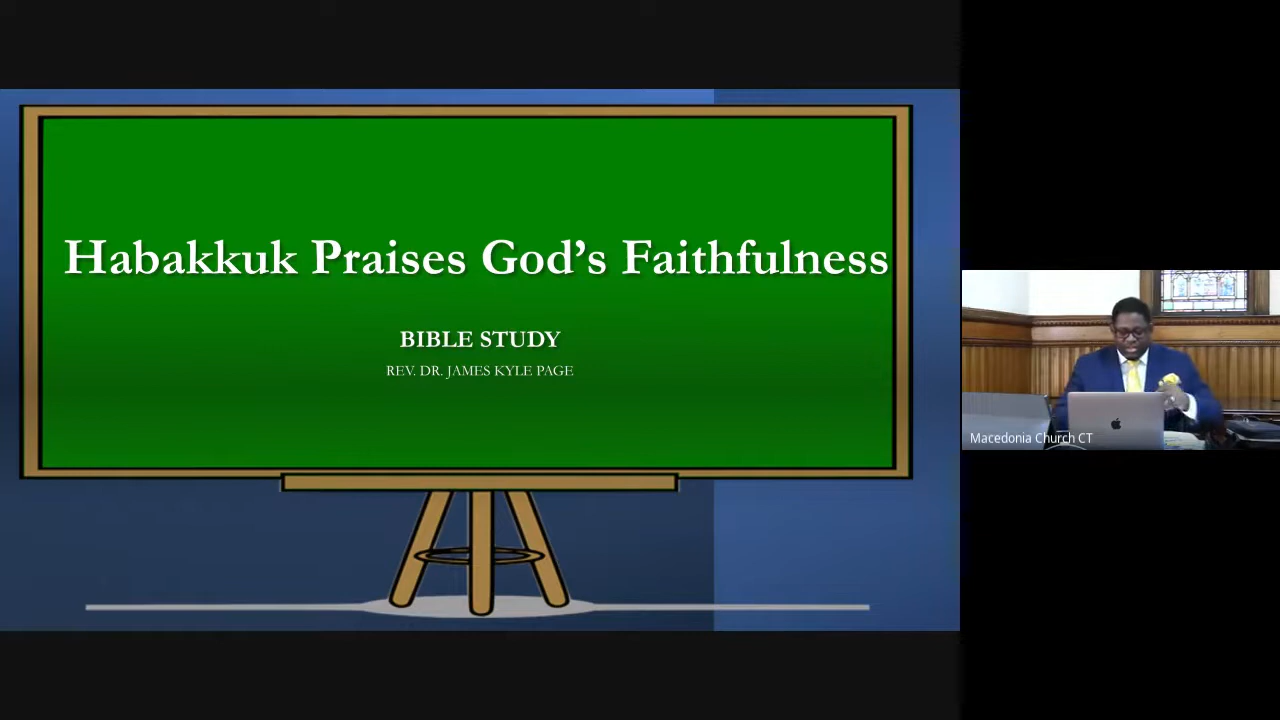 Habakkuk Praises God’s Faithfulness
BIBLE STUDY
REV. DR. JAMES KYLE PAGE
Macedonia Church CT